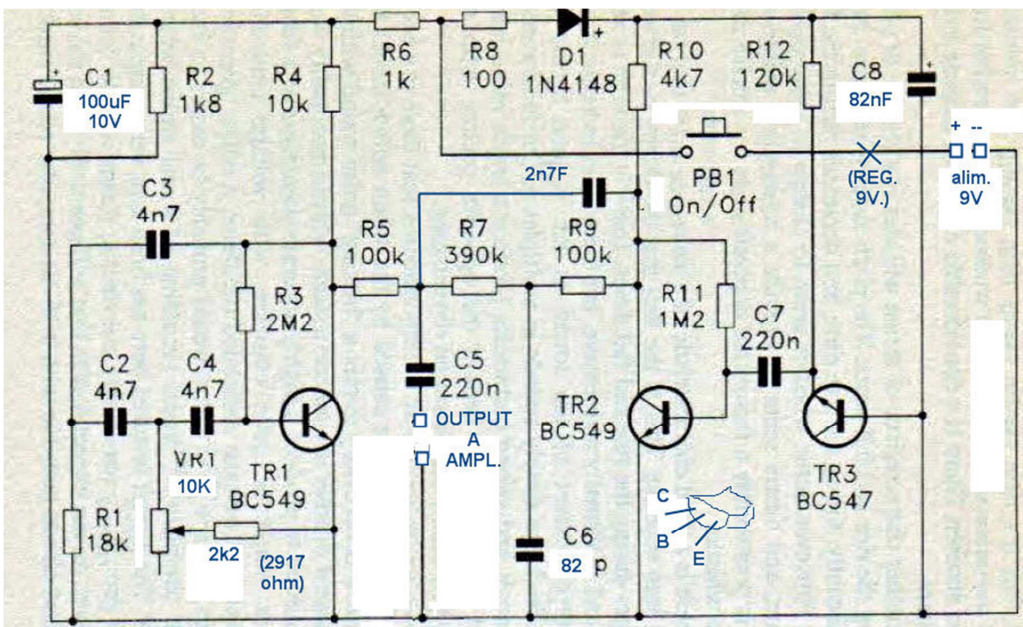 R6
1k
R8
100
D1
1N4148
+
R10
4k7
R12
120k
C8
82nF
+
C1
+
100uF
10V
R2
1k8
R4
10k
+ --
alim.
9V
(REG.
9V.)
PB1
On/Off
2n7F
C3
4n7
R5
100k
R7
390k
R9
100k
R3
2M2
R11
1M2
C7
220n
C2
4n7
C4
4n7
C5
220n
OUTPUT
A
AMPL.
TR2
BC549
VR1
10K
TR1
BC549
TR3
BC547
C
B
E
R1
18k
2k2
(2917
ohm)
C6
82 p